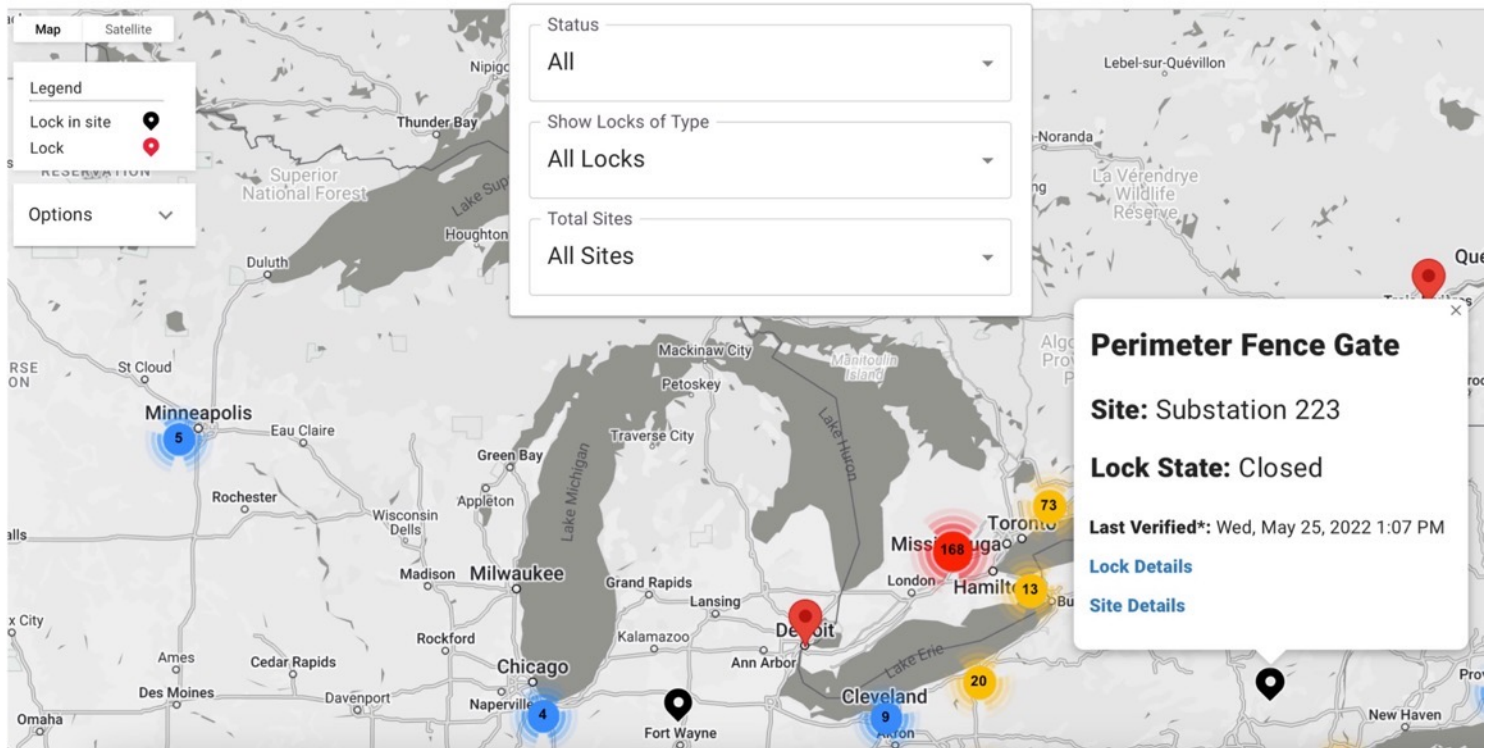 Map
Satellite
Legend
Lock in site
Lock
RESERVATION
Options
Status
All
Show Locks of Type
All Locks
Total Sites
All Sites
Perimeter Fence Gate
Site: Substation 223
Lock State: Closed
Last Verified*: Wed, May 25, 2022 1:07 PM
Lock Details
Site Details
Nipigo
Thunder Bay
Superior
National Forest
Lake Sup
Houghton
Duluth
Lebel-sur-Quévillon
-Noranda
La Vérendrye
Wildlife
Reserve
Qué
St Cloud
Minneapolis
5
Eau Claire
Rochester
Wisconsin
Dells
Green Bay
Appleton
Mackinaw City
Petoskey
Traverse City
Manitoulin
Island
Lake Michigan
Lake Huron
73
Toronto
168
London
13
Madison
Milwaukee
Grand Rapids
Lansing
Kalamazoo
Ann Arbor
Lake Erie
Rockford
Chicago
Naperville
4
Fort Wayne
Cleveland
9
20
Ames
Cedar Rapids
Des Moines
Davenport
Omaha
New Haven